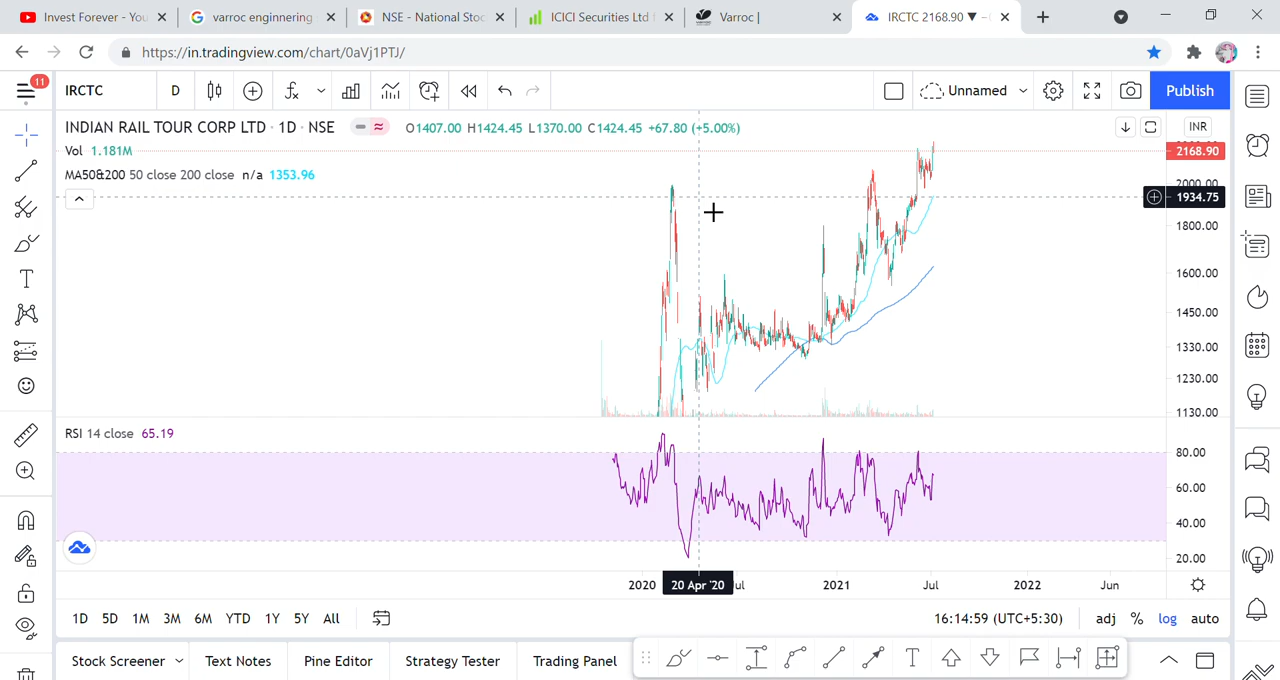 Invest Forever - You
varroc enginnering
NSE - National Stoc
ICICI Securities Ltd f
Varroc |
IRCTC 2168.90 ▼ –
https://in.tradingview.com/chart/0aVj1PTJ/
11
IRCTC
D
Unnamed
Publish
INDIAN RAIL TOUR CORP LTD · 1D · NSE
O1407.00 H1424.45 L1370.00 C1424.45 +67.80 (+5.00%)
INR
Vol 1.181M
2168.90
MA50&200 50 close 200 close n/a 1353.96
2000.00
1934.75
1800.00
1600.00
1450.00
1330.00
1230.00
1130.00
RSI 14 close 65.19
80.00
60.00
40.00
20.00
2020
20 Apr '20
ul
2021
Jul
2022
Jun
1D 5D 1M 3M 6M YTD 1Y 5Y All
16:14:59 (UTC+5:30)
adj % log auto
Stock Screener
Text Notes
Pine Editor
Strategy Tester
Trading Panel